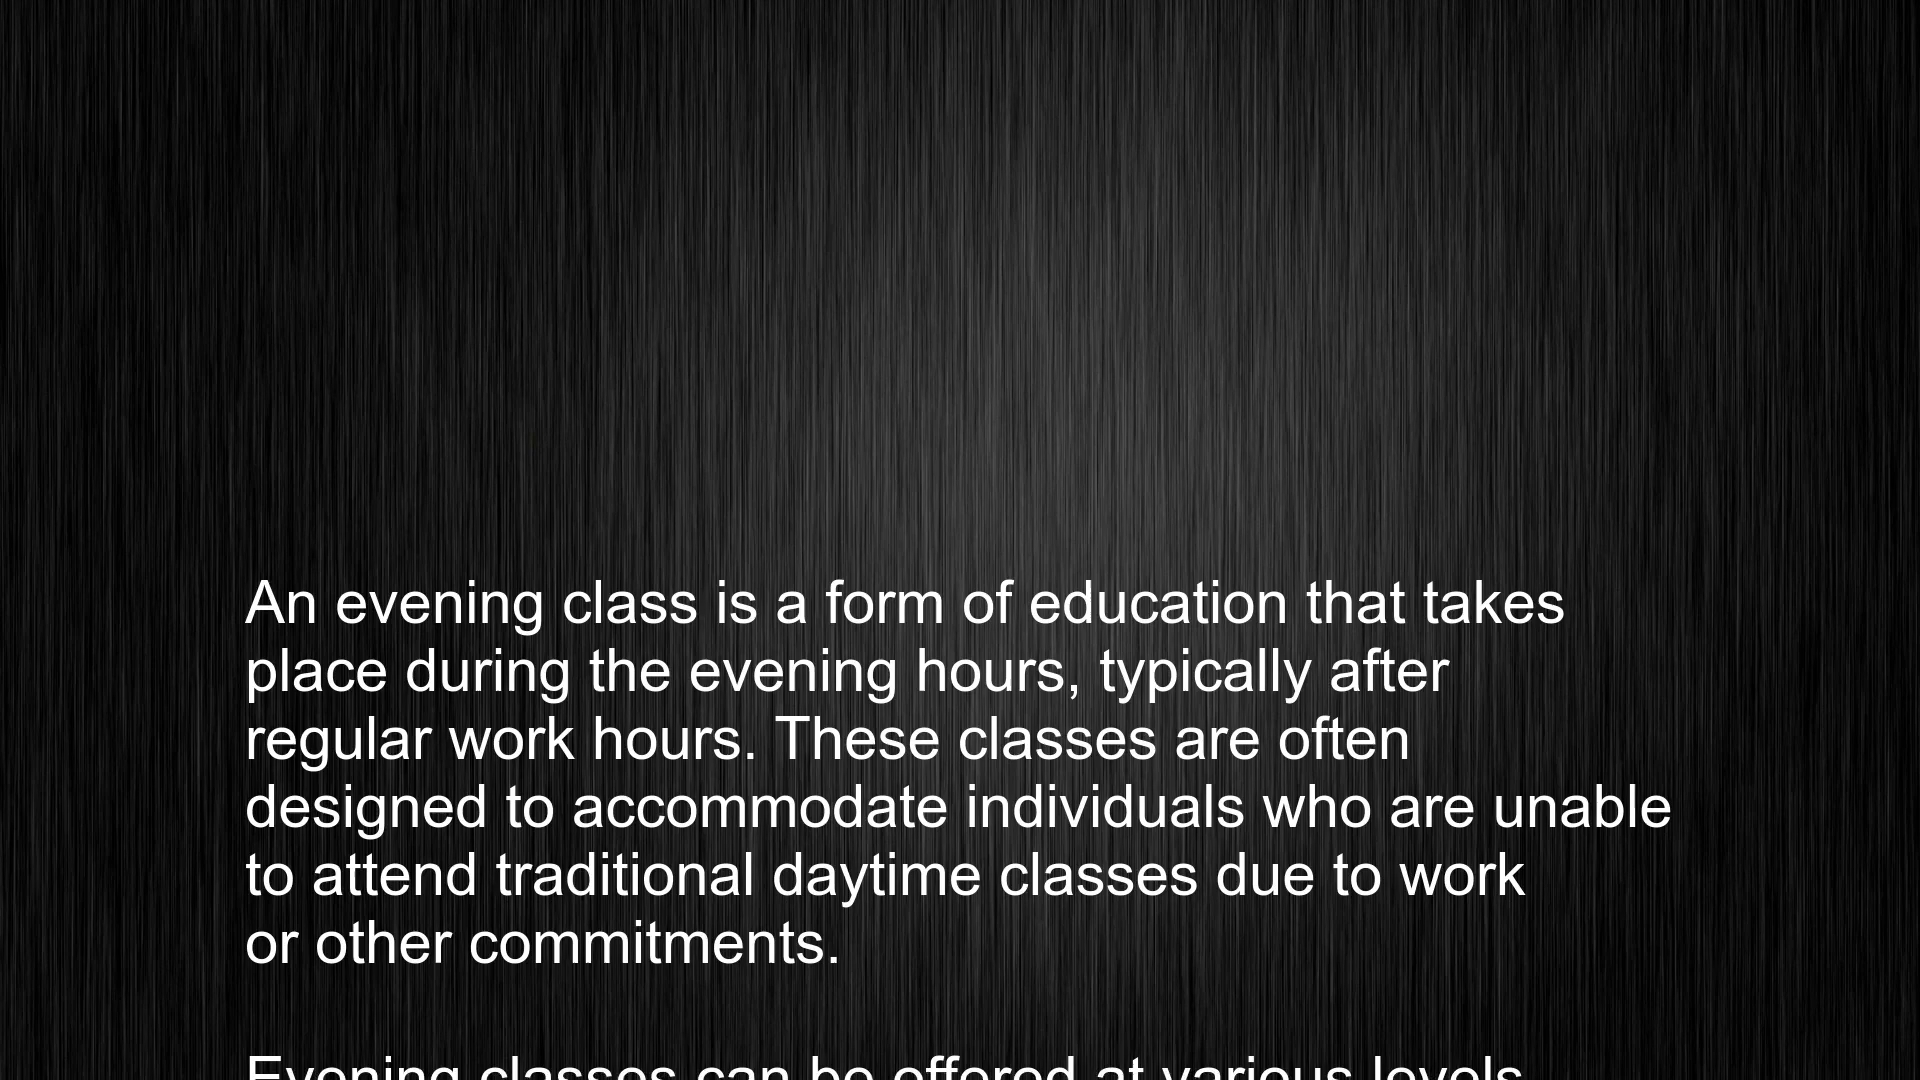 An evening class is a form of education that takes
place during the evening hours, typically after
regular work hours. These classes are often
designed to accommodate individuals who are unable
to attend traditional daytime classes due to work
or other commitments.
Evening classes can be offered at various levels